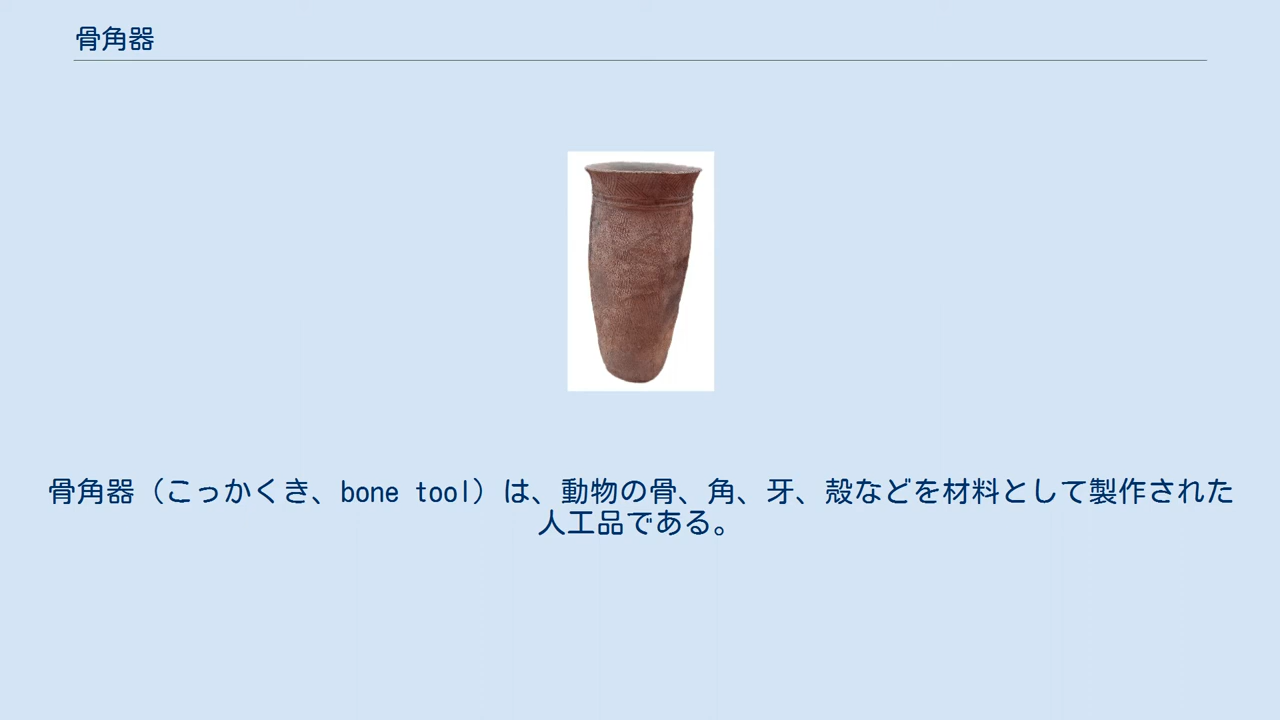 骨角器
骨角器（こっかくき、bone tool）は、動物の骨、角、牙、殻などを材料として製作された
人工品である。